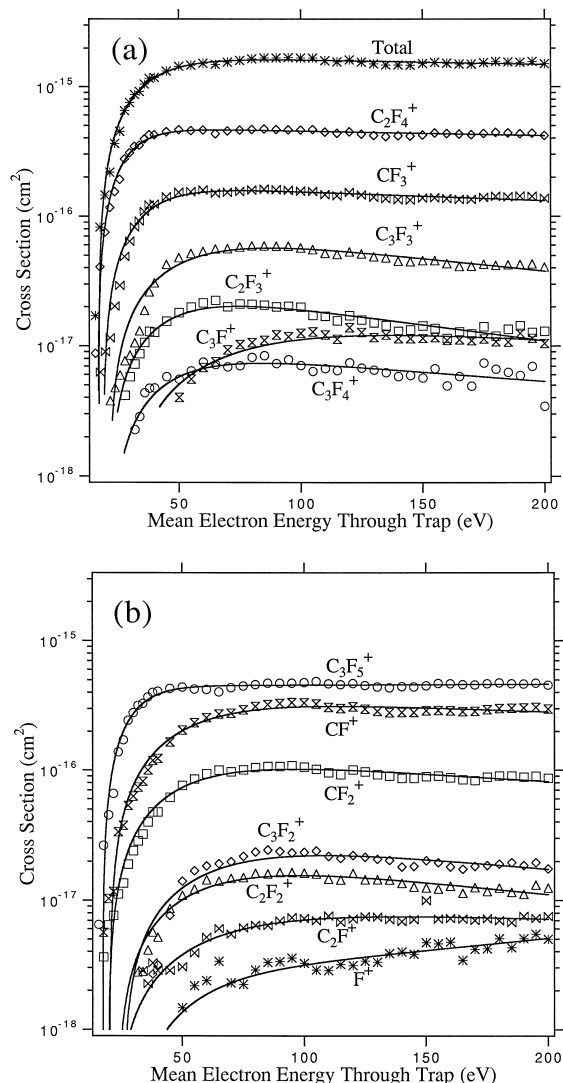 (a)
Total
C₂F₄⁺
CF₃⁺
C₃F₃⁺
C₂F₃⁺
C₃F⁺
C₃F₄⁺
Cross Section (cm²)
10⁻¹⁵
10⁻¹⁶
10⁻¹⁷
10⁻¹⁸
50 100 150 200
Mean Electron Energy Through Trap (eV)
(b)
C₃F₅⁺
CF⁺
CF₂⁺
C₃F₂⁺
C₂F₂⁺
C₂F⁺
F⁺
Cross Section (cm²)
10⁻¹⁵
10⁻¹⁶
10⁻¹⁷
10⁻¹⁸
50 100 150 200
Mean Electron Energy Through Trap (eV)